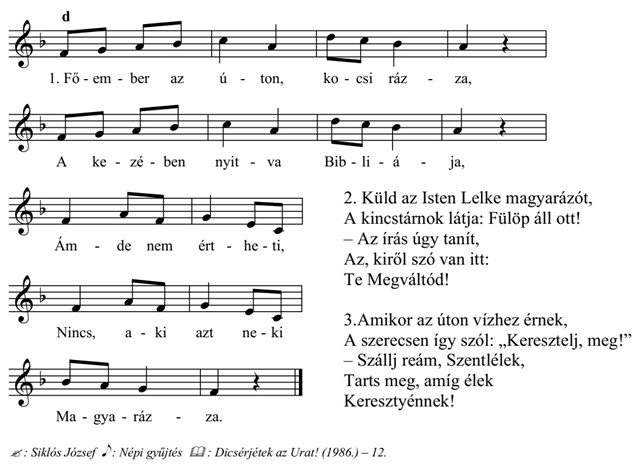 d
1. Fő - em - ber az ú - ton, ko - csi ráz - za,
A ke - zé - ben nyit - va Bib - li - á - ja,
Ám - de nem ért - he - ti,
Nincs, a - ki azt ne - ki
Ma - gya - ráz - za.
2. Küld az Isten Lelke magyarázót,
A kincstárnok látja: Fülöp áll ott!
– Az írás úgy tanít,
Az, kiről szó van itt:
Te Megváltód!
3.Amikor az úton vízhez érnek,
A szerecsen így szól: „Keresztelj, meg!”
– Szállj reám, Szentlélek,
Tarts meg, amíg élek
Keresztyénnek!
✍: Siklós József ♪: Népi gyűjtés 📖: Dicsérjétek az Urat! (1986.) – 12.